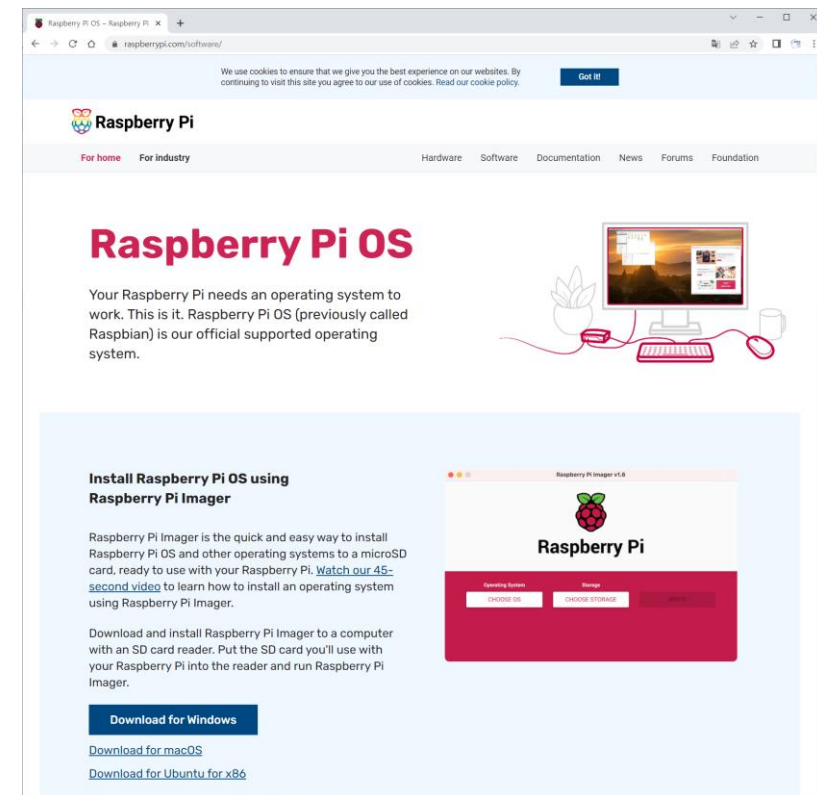 Raspberry Pi OS – Raspberry Pi
raspberrypi.com/software/
We use cookies to ensure that we give you the best experience on our websites. By
continuing to visit this site you agree to our use of cookies. Read our cookie policy.
Got it!
Raspberry Pi
For home For industry Hardware Software Documentation News Forums Foundation
Raspberry Pi OS
Your Raspberry Pi needs an operating system to
work. This is it. Raspberry Pi OS (previously called
Raspbian) is our official supported operating
system.
Install Raspberry Pi OS using
Raspberry Pi Imager
Raspberry Pi Imager is the quick and easy way to install
Raspberry Pi OS and other operating systems to a microSD
card, ready to use with your Raspberry Pi. Watch our 45-
second video to learn how to install an operating system
using Raspberry Pi Imager.
Download and install Raspberry Pi Imager to a computer
with an SD card reader. Put the SD card you'll use with
your Raspberry Pi into the reader and run Raspberry Pi
Imager.
Download for Windows
Download for macOS
Download for Ubuntu for x86
Raspberry Pi Imager v1.6
Raspberry Pi
Operating System Storage
CHOOSE OS CHOOSE STORAGE